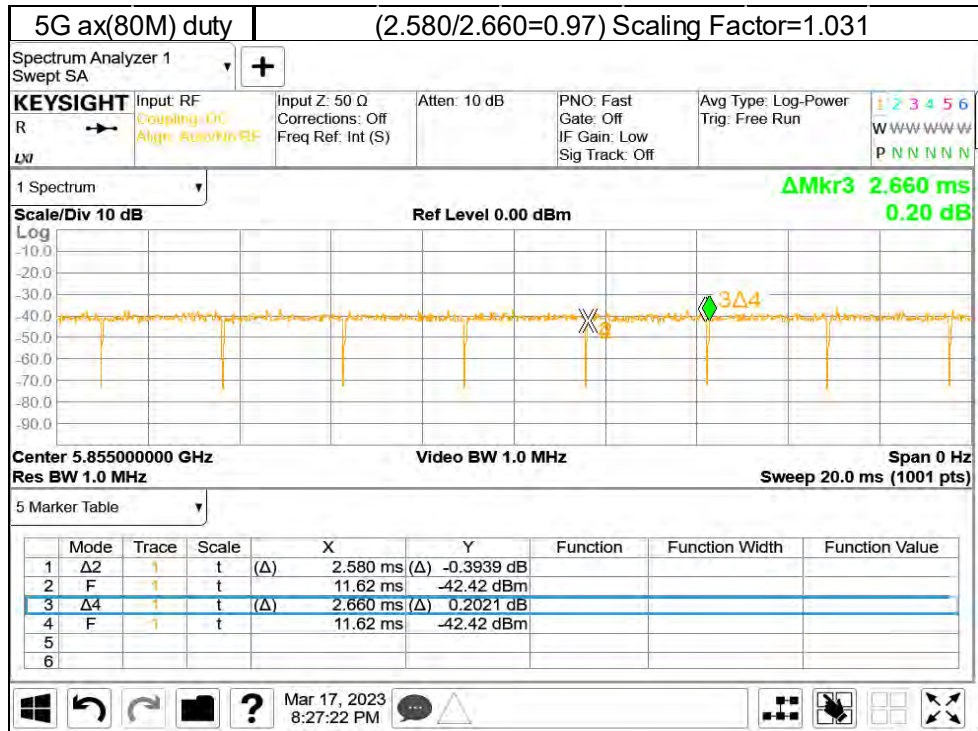 5G ax(80M) duty (2.580/2.660=0.97) Scaling Factor=1.031
Spectrum Analyzer 1
Swept SA
+
KEYSIGHT Input: RF Input Z: 50 Ω Atten: 10 dB PNO: Fast Avg Type: Log-Power 1 2 3 4 5 6
R Coupling: DC Corrections: Off Gate: Off Trig: Free Run W W W W W W
Align: Auto/No RF Freq Ref: Int (S) IF Gain: Low
LXI Sig Track: Off P N N N N N
1 Spectrum ΔMkr3 2.660 ms
Scale/Div 10 dB Ref Level 0.00 dBm 0.20 dB
Log
-10.0
-20.0
-30.0
3Δ4
-40.0
-50.0
-60.0
-70.0
-80.0
-90.0
Center 5.855000000 GHz Video BW 1.0 MHz Span 0 Hz
Res BW 1.0 MHz Sweep 20.0 ms (1001 pts)
5 Marker Table
Mode Trace Scale X Y Function Function Width Function Value
1 Δ2 1 t (Δ) 2.580 ms (Δ) -0.3939 dB
2 F 1 t 11.62 ms -42.42 dBm
3 Δ4 1 t (Δ) 2.660 ms (Δ) 0.2021 dB
4 F 1 t 11.62 ms -42.42 dBm
5
6
? Mar 17, 2023
8:27:22 PM